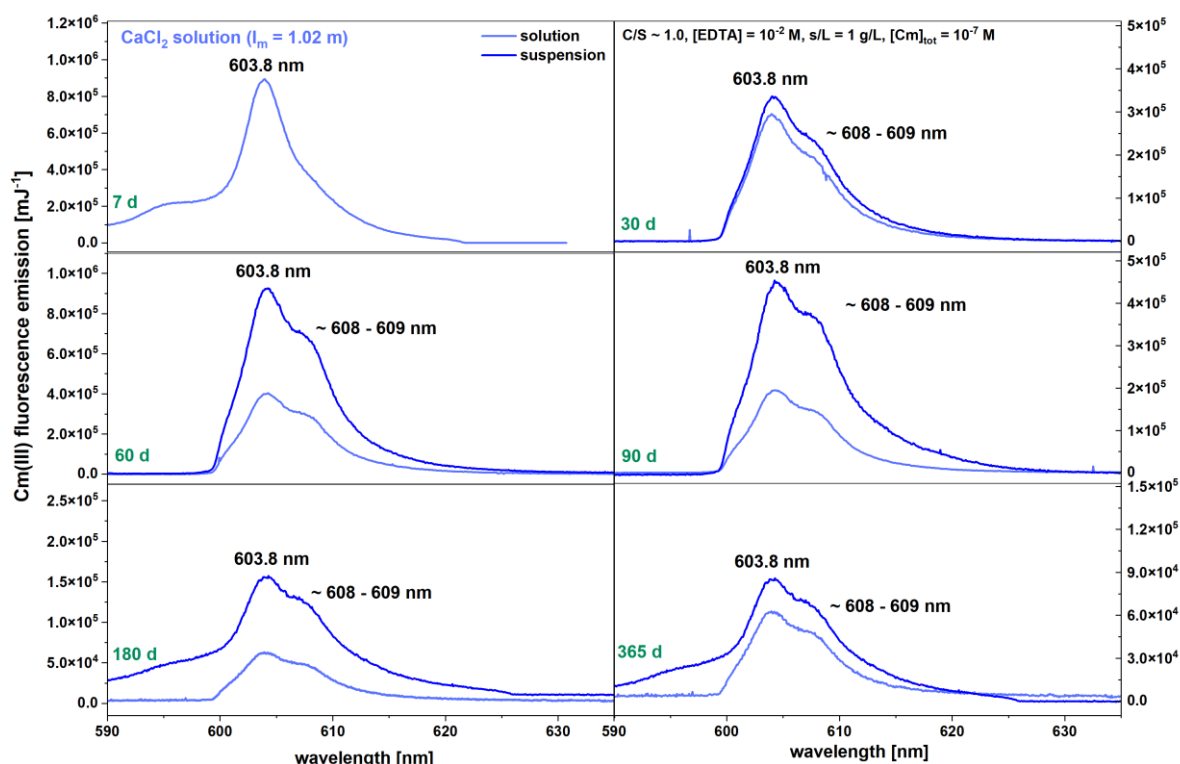 CaCl₂ solution (Iₘ = 1.02 m)
solution
suspension
603.8 nm
7 d
1.2×10⁶
1.0×10⁶
8.0×10⁵
6.0×10⁵
4.0×10⁵
2.0×10⁵
0.0
C/S ~ 1.0, [EDTA] = 10⁻² M, s/L = 1 g/L, [Cm]ₜₒₜ = 10⁻⁷ M
603.8 nm
~ 608 - 609 nm
30 d
5×10⁵
4×10⁵
3×10⁵
2×10⁵
1×10⁵
0
Cm(III) fluorescence emission [mJ⁻¹]
603.8 nm
~ 608 - 609 nm
60 d
1.0×10⁶
8.0×10⁵
6.0×10⁵
4.0×10⁵
2.0×10⁵
0.0
603.8 nm
~ 608 - 609 nm
90 d
5×10⁵
4×10⁵
3×10⁵
2×10⁵
1×10⁵
0
603.8 nm
~ 608 - 609 nm
180 d
2.5×10⁵
2.0×10⁵
1.5×10⁵
1.0×10⁵
5.0×10⁴
0.0
603.8 nm
~ 608 - 609 nm
365 d
1.5×10⁵
1.2×10⁵
9.0×10⁴
6.0×10⁴
3.0×10⁴
0.0
590 600 610 620 630 590 600 610 620 630
wavelength [nm]
wavelength [nm]